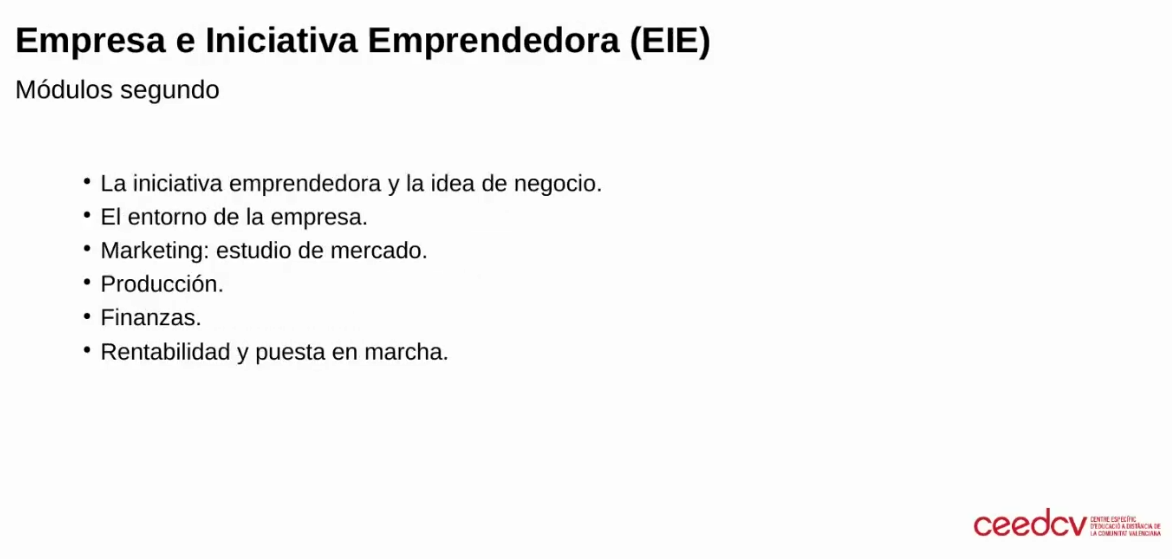 Empresa e Iniciativa Emprendedora (EIE)
Módulos segundo
• La iniciativa emprendedora y la idea de negocio.
• El entorno de la empresa.
• Marketing: estudio de mercado.
• Producción.
• Finanzas.
• Rentabilidad y puesta en marcha.
ceedcv
CENTRE ESPECÍFIC
D'EDUCACIÓ A DISTÀNCIA DE
LA COMUNITAT VALENCIANA